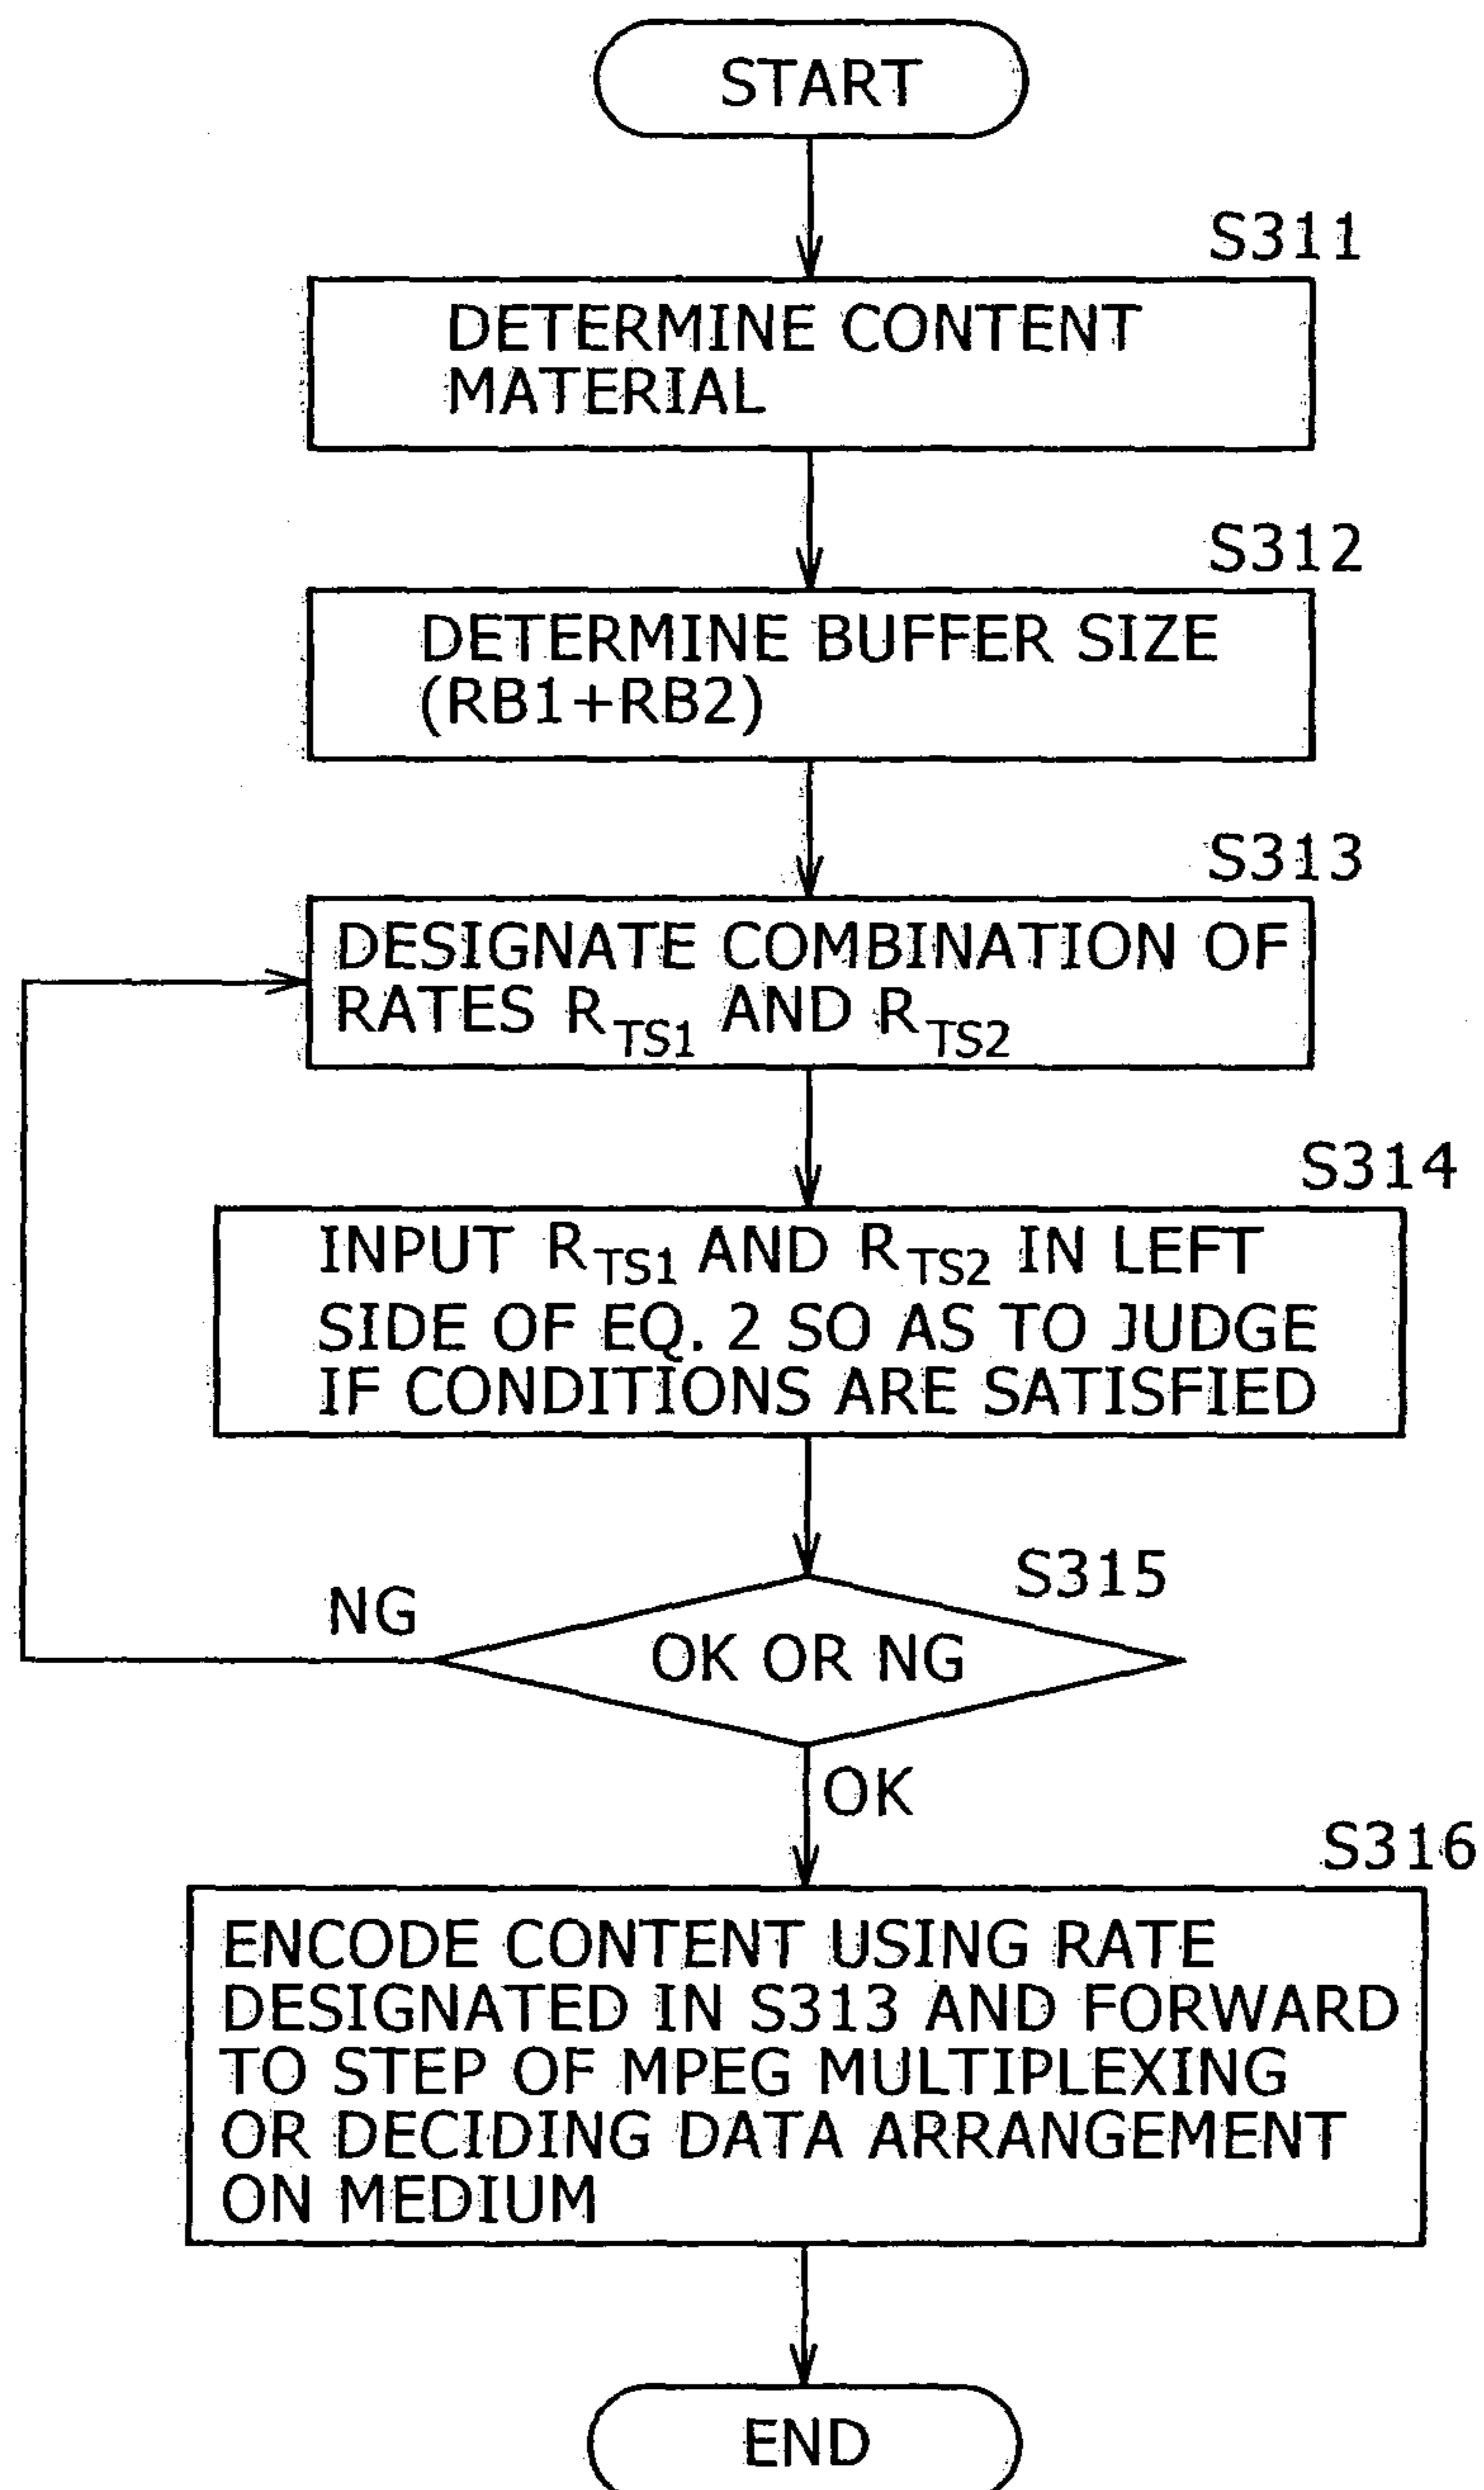 START
S311
DETERMINE CONTENT
MATERIAL
S312
DETERMINE BUFFER SIZE
(RB1+RB2)
S313
DESIGNATE COMBINATION OF
RATES RTS1 AND RTS2
S314
INPUT RTS1 AND RTS2 IN LEFT
SIDE OF EQ. 2 SO AS TO JUDGE
IF CONDITIONS ARE SATISFIED
S315
NG
OK OR NG
OK
S316
ENCODE CONTENT USING RATE
DESIGNATED IN S313 AND FORWARD
TO STEP OF MPEG MULTIPLEXING
OR DECIDING DATA ARRANGEMENT
ON MEDIUM
END